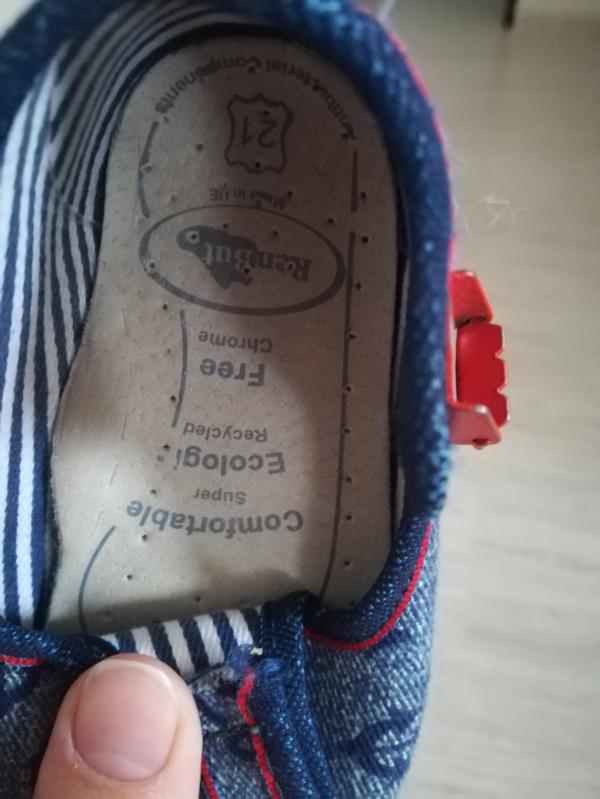 Comfortable
Super
Ecologi
Recycled
Free
Chrome
RenBut
Made in UE
21
Antibacterial Components